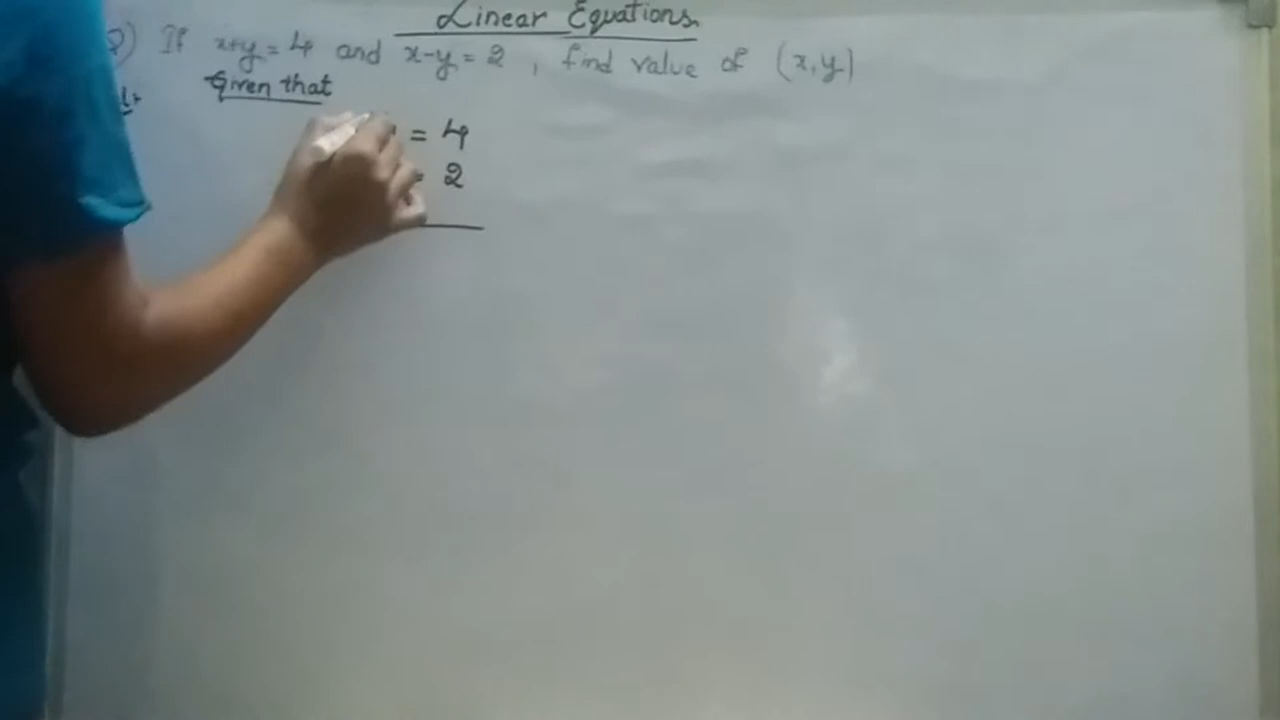 Linear Equations.
Q) If x+y=4 and x-y=2, find value of (x,y)
Given that
= 4
= 2